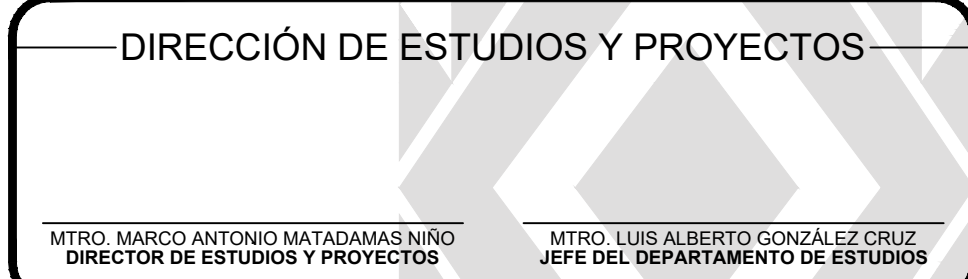 DIRECCIÓN DE ESTUDIOS Y PROYECTOS
MTRO. MARCO ANTONIO MATADAMAS NIÑO
DIRECTOR DE ESTUDIOS Y PROYECTOS
MTRO. LUIS ALBERTO GONZÁLEZ CRUZ
JEFE DEL DEPARTAMENTO DE ESTUDIOS